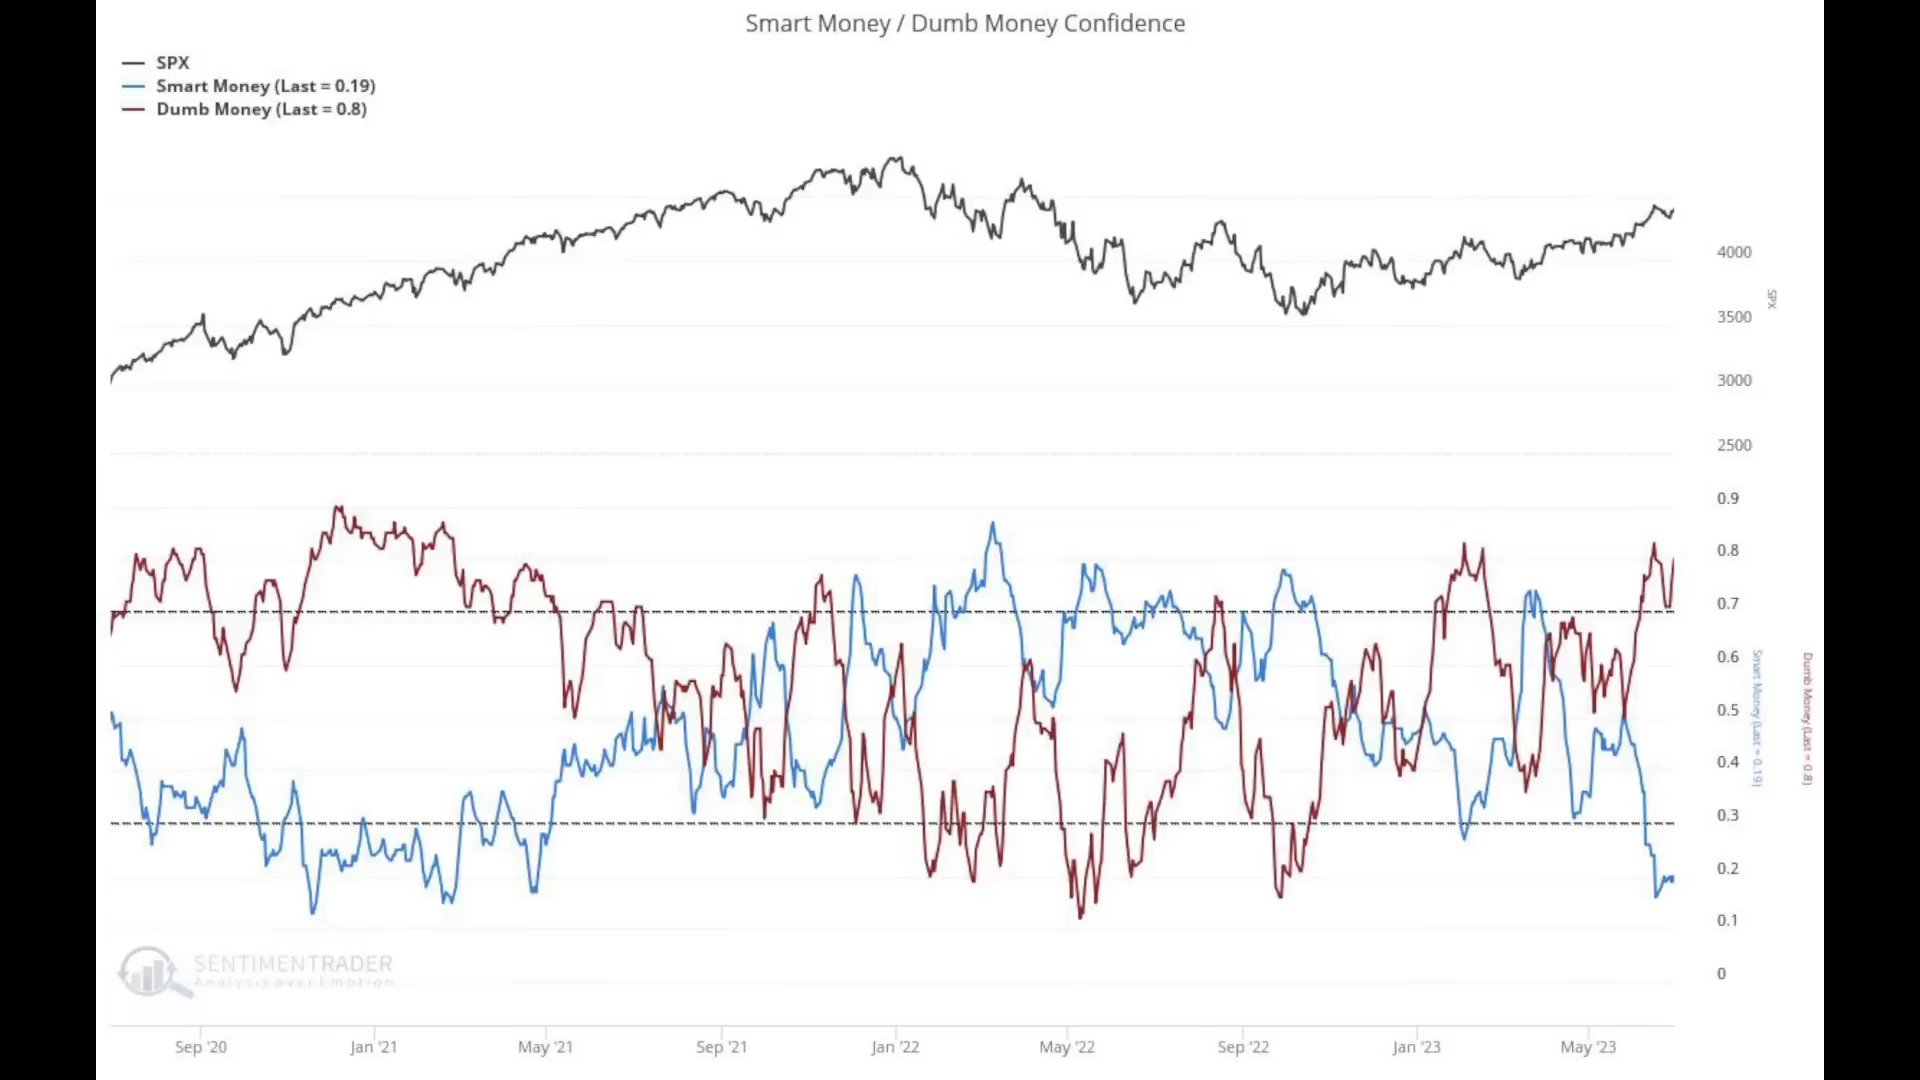 Smart Money / Dumb Money Confidence
SPX
Smart Money (Last = 0.19)
Dumb Money (Last = 0.8)
4000
3500
3000
2500
SPX
0.9
0.8
0.7
0.6
0.5
0.4
0.3
0.2
0.1
0
Smart Money (Last = 0.19)
Dumb Money (Last = 0.8)
SENTIMENTRADER
Analysis over Emotion
Sep '20
Jan '21
May '21
Sep '21
Jan '22
May '22
Sep '22
Jan '23
May '23